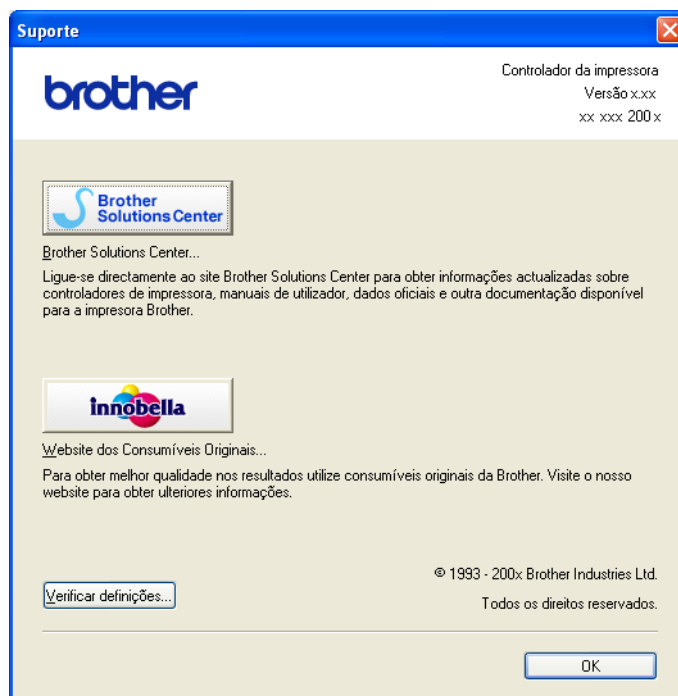 Suporte
brother
Controlador da impressora
Versão x.xx
xx xxx 200 x
Brother
Solutions Center
Brother Solutions Center...
Ligue-se directamente ao site Brother Solutions Center para obter informações actualizadas sobre
controladores de impressora, manuais de utilizador, dados oficiais e outra documentação disponível
para a impresora Brother.
innobella
Website dos Consumíveis Originais...
Para obter melhor qualidade nos resultados utilize consumíveis originais da Brother. Visite o nosso
website para obter ulteriores informações.
© 1993 - 200x Brother Industries Ltd.
Verificar definições...
Todos os direitos reservados.
OK